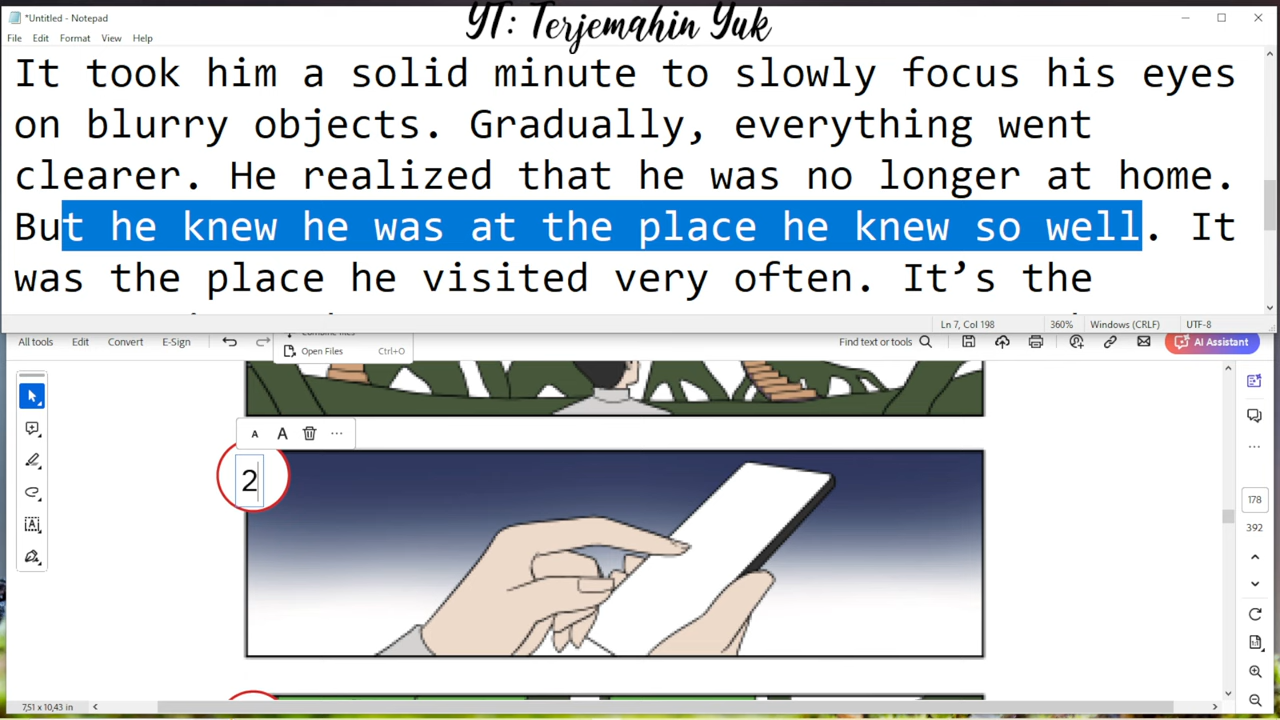 YT: Terjemahin Yuk
*Untitled - Notepad
File Edit Format View Help
It took him a solid minute to slowly focus his eyes
on blurry objects. Gradually, everything went
clearer. He realized that he was no longer at home.
But he knew he was at the place he knew so well. It
was the place he visited very often. It’s the
Ln 7, Col 198 360% Windows (CRLF) UTF-8
All tools Edit Convert E-Sign Find text or tools AI Assistant
Open Files Ctrl+O
A A ...
2
178
392
7,51 x 10,43 in